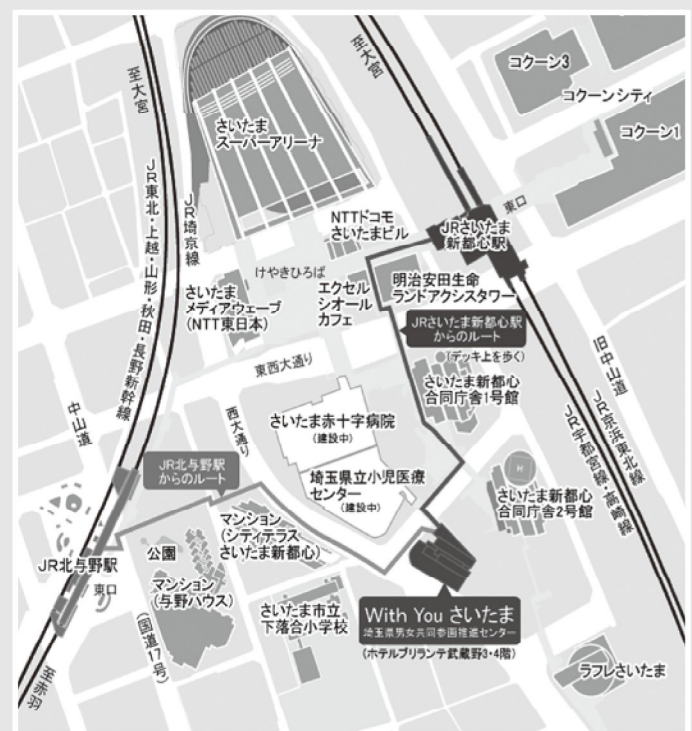 至大宮
至大宮
コクーン3
コクーンシティ
コクーン1
さいたま
スーパーアリーナ
JR東北・上越・山形・秋田・長野新幹線
JR埼京線
NTTドコモ
さいたまビル
JRさいたま
新都心駅
東口
けやきひろば
さいたま
メディアウェーブ
(NTT東日本)
エクセル
シオール
カフェ
明治安田生命
ランドアクシスタワー
JRさいたま新都心駅
からのルート
(デッキ上を歩く)
東西大通り
さいたま新都心
合同庁舎1号館
旧中山道
JR京浜東北線
JR宇都宮線・高崎線
中山道
西大通り
さいたま赤十字病院
(建設中)
埼玉県立小児医療
センター
(建設中)
JR北与野駅
からのルート
H
さいたま新都心
合同庁舎2号館
マンション
(シティテラス
さいたま新都心)
JR北与野駅
東口
公園
マンション
(与野ハウス)
(国道17号)
さいたま市立
下落合小学校
With You さいたま
埼玉県男女共同参画推進センター
(ホテルブリランテ武蔵野3・4階)
ラフレさいたま
至赤羽